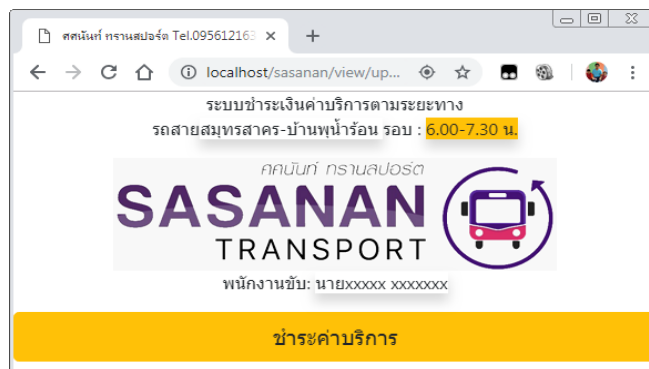 ศศนันท์ ทรานสปอร์ต Tel.095612163
localhost/sasanan/view/up...
ระบบชำระเงินค่าบริการตามระยะทาง
รถสายสมุทรสาคร-บ้านพุน้ำร้อน รอบ : 6.00-7.30 น.
ศศนันท์ ทรานสปอร์ต
SASANAN
TRANSPORT
พนักงานขับ: นายxxxxx xxxxxxx
ชำระค่าบริการ